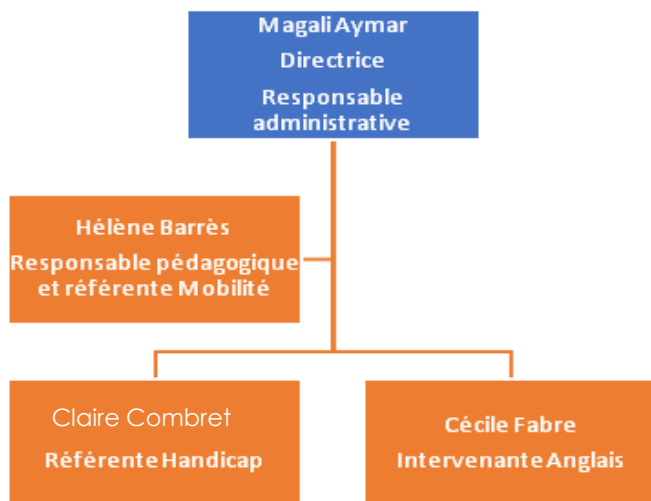 Magali Aymar
Directrice
Responsable
administrative
Hélène Barrès
Responsable pédagogique
et référente Mobilité
Claire Combret
Référente Handicap
Cécile Fabre
Intervenante Anglais